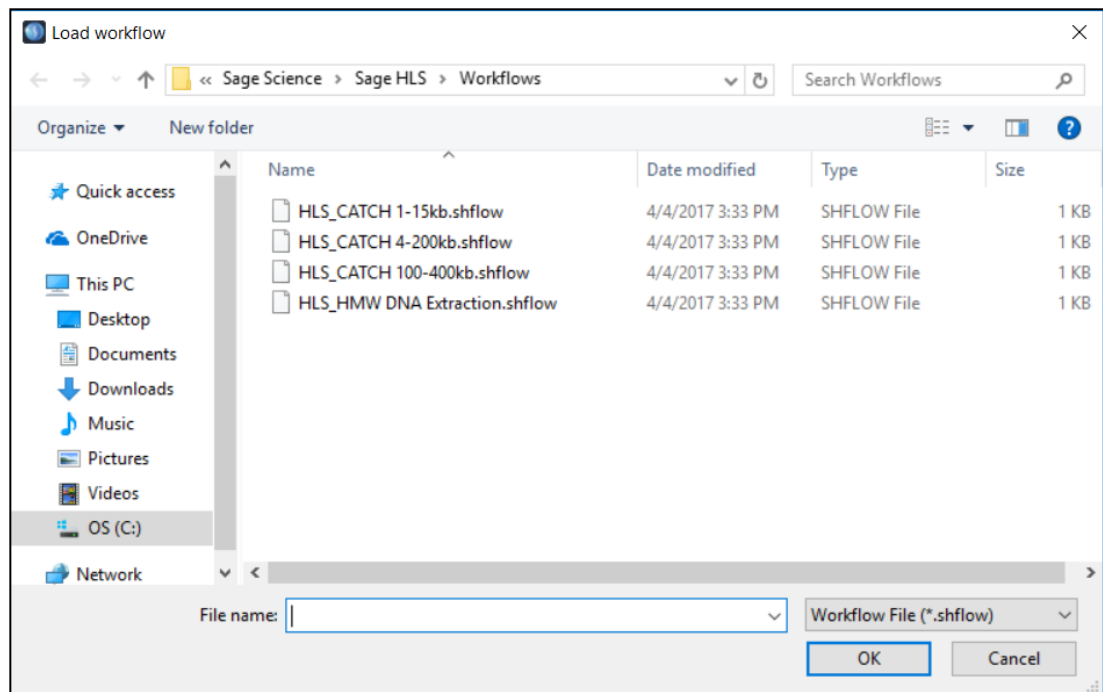 Load workflow
« Sage Science > Sage HLS > Workflows
Search Workflows
Organize
New folder
Name Date modified Type Size
Quick access
OneDrive
This PC
Desktop
Documents
Downloads
Music
Pictures
Videos
OS (C:)
Network
HLS_CATCH 1-15kb.shflow 4/4/2017 3:33 PM SHFLOW File 1 KB
HLS_CATCH 4-200kb.shflow 4/4/2017 3:33 PM SHFLOW File 1 KB
HLS_CATCH 100-400kb.shflow 4/4/2017 3:33 PM SHFLOW File 1 KB
HLS_HMW DNA Extraction.shflow 4/4/2017 3:33 PM SHFLOW File 1 KB
File name:
Workflow File (*.shflow)
OK
Cancel